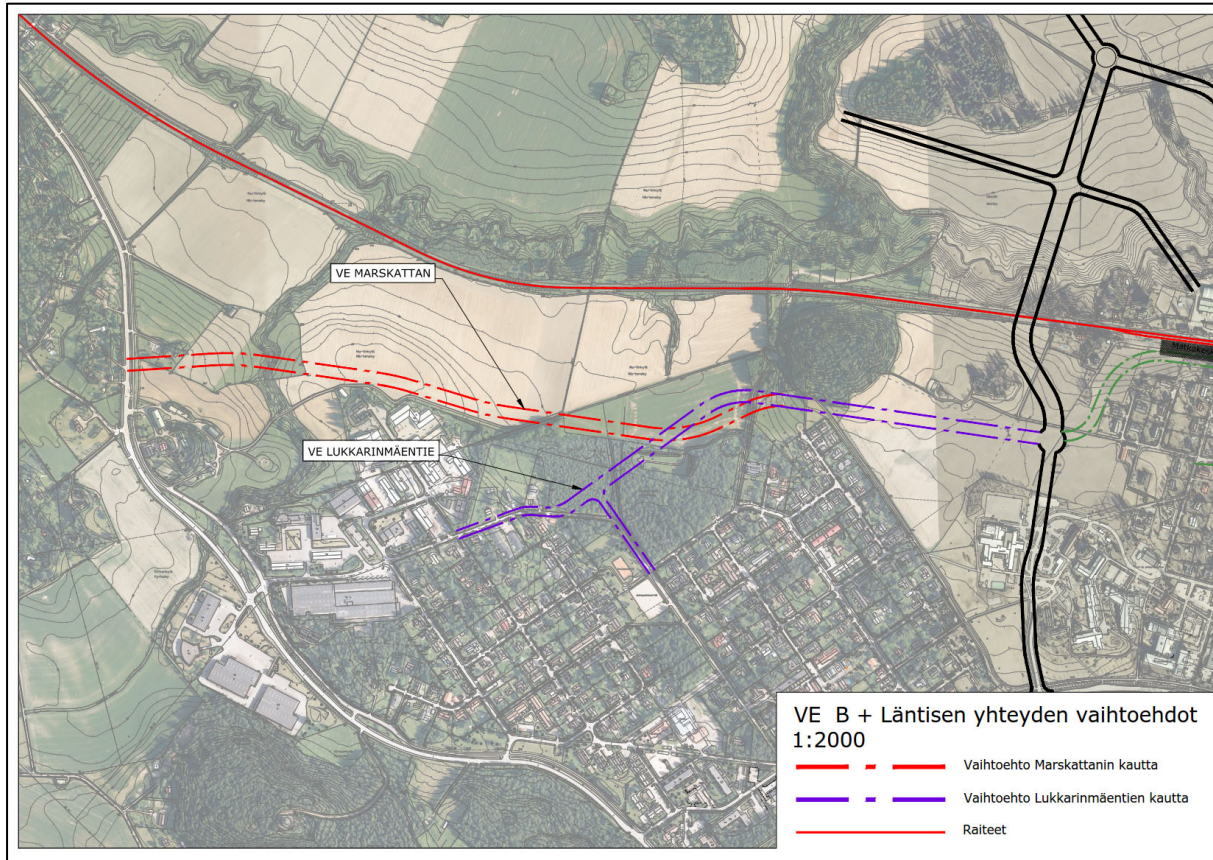 VE MARSKATTAN
VE LUKKARINMÄENTIE
VE B + Läntisen yhteyden vaihtoehdot
1:2000
Vaihtoehto Marskattanin kautta
Vaihtoehto Lukkarinmäentien kautta
Raiteet